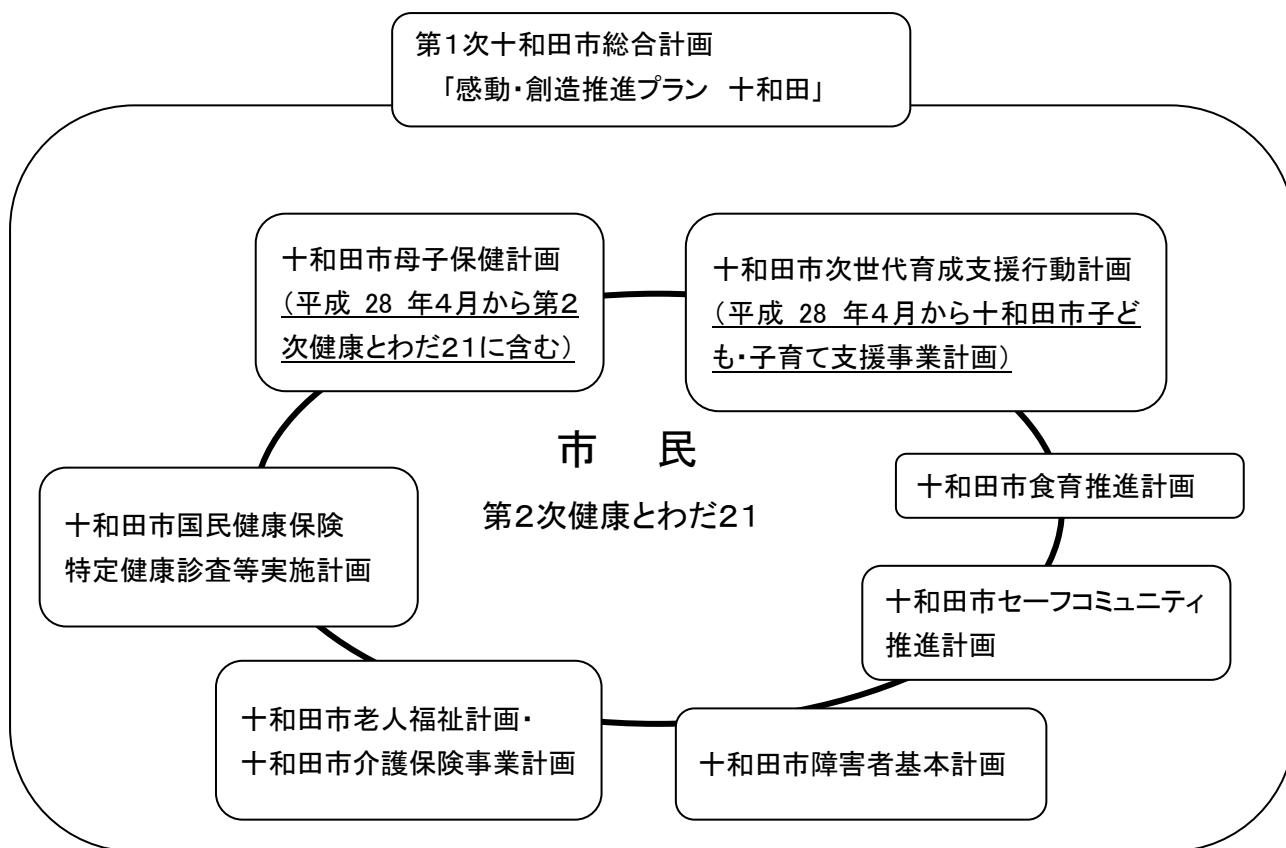 第１次十和田市総合計画
「感動・創造推進プラン　十和田」
十和田市母子保健計画
（平成 28 年４月から第２
次健康とわだ２１に含む）
十和田市次世代育成支援行動計画
（平成 28 年４月から十和田市子ど
も・子育て支援事業計画）
市　民
第２次健康とわだ２１
十和田市食育推進計画
十和田市国民健康保険
特定健康診査等実施計画
十和田市セーフコミュニティ
推進計画
十和田市老人福祉計画・
十和田市介護保険事業計画
十和田市障害者基本計画